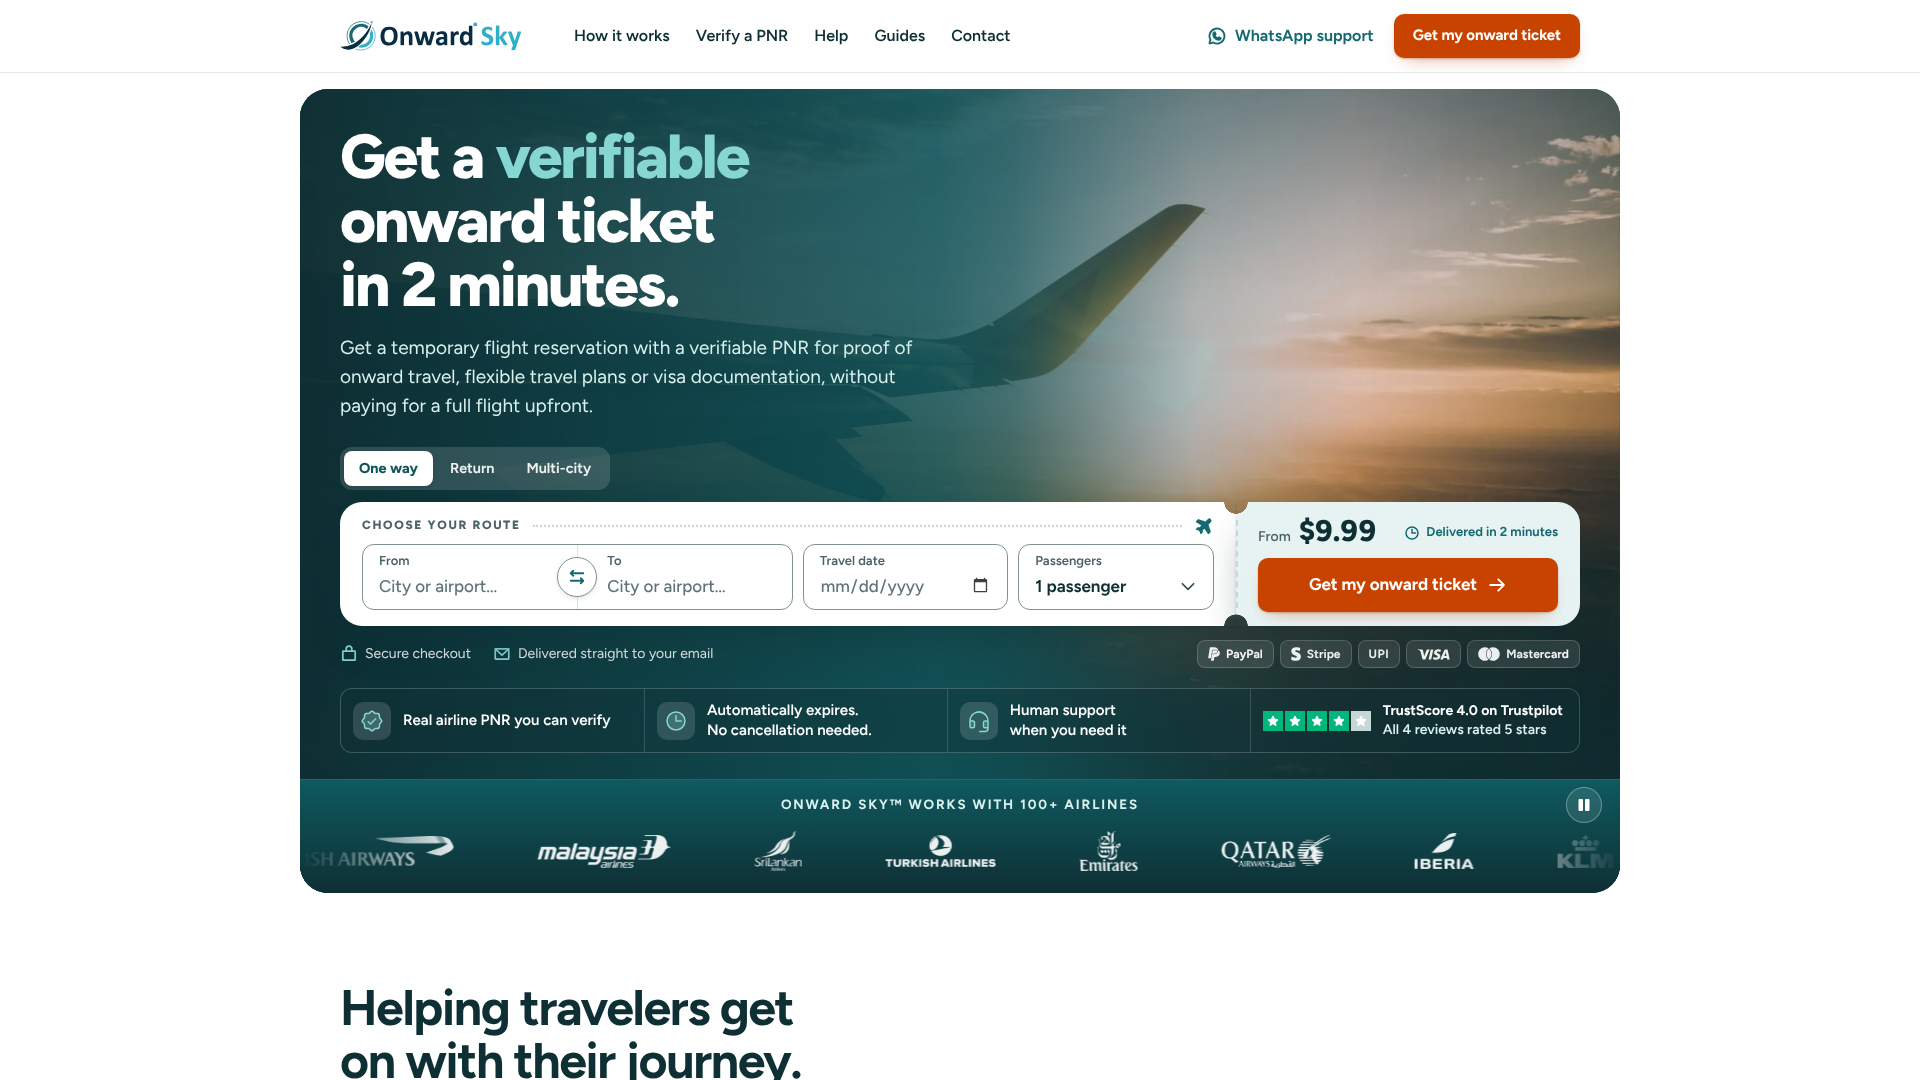 Onward Sky
How it works
Verify a PNR
Help
Guides
Contact
WhatsApp support
Get my onward ticket
Get a verifiable
onward ticket
in 2 minutes.
Get a temporary flight reservation with a verifiable PNR for proof of
onward travel, flexible travel plans or visa documentation, without
paying for a full flight upfront.
One way
Return
Multi-city
CHOOSE YOUR ROUTE
From
City or airport...
To
City or airport...
Travel date
mm/dd/yyyy
Passengers
1 passenger
From $9.99
Delivered in 2 minutes
Get my onward ticket
Secure checkout
Delivered straight to your email
PayPal
Stripe
UPI
VISA
Mastercard
Real airline PNR you can verify
Automatically expires.
No cancellation needed.
Human support
when you need it
TrustScore 4.0 on Trustpilot
All 4 reviews rated 5 stars
ONWARD SKY™ WORKS WITH 100+ AIRLINES
ISH AIRWAYS
malaysia
airlines
SriLankan
TURKISH AIRLINES
Emirates
QATAR
AIRWAYS القطرية
IBERIA
KLM
Helping travelers get
on with their journey.